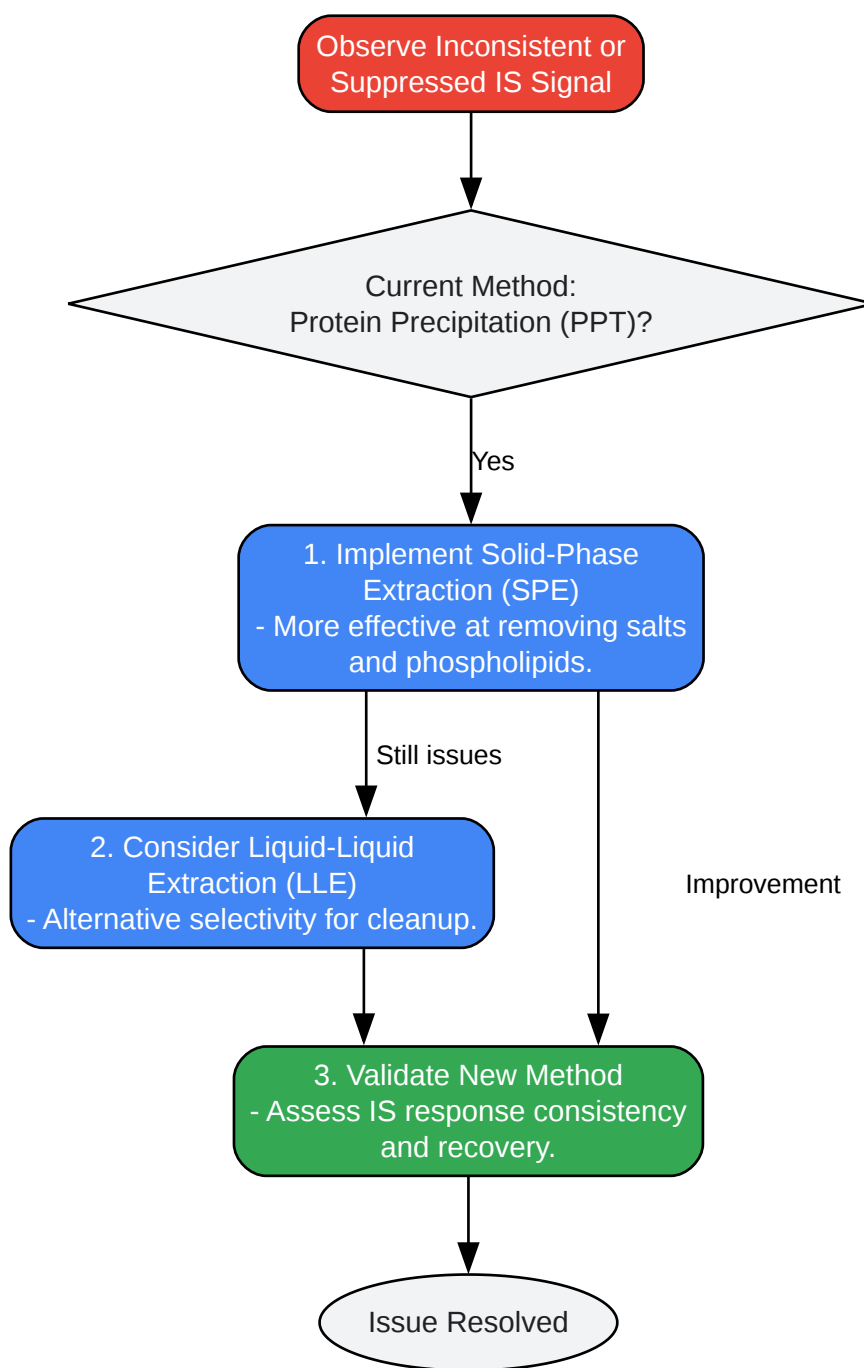 Observe Inconsistent or
Suppressed IS Signal
Current Method:
Protein Precipitation (PPT)?
Yes
1. Implement Solid-Phase
Extraction (SPE)
- More effective at removing salts
and phospholipids.
Still issues
2. Consider Liquid-Liquid
Extraction (LLE)
- Alternative selectivity for cleanup.
Improvement
3. Validate New Method
- Assess IS response consistency
and recovery.
Issue Resolved